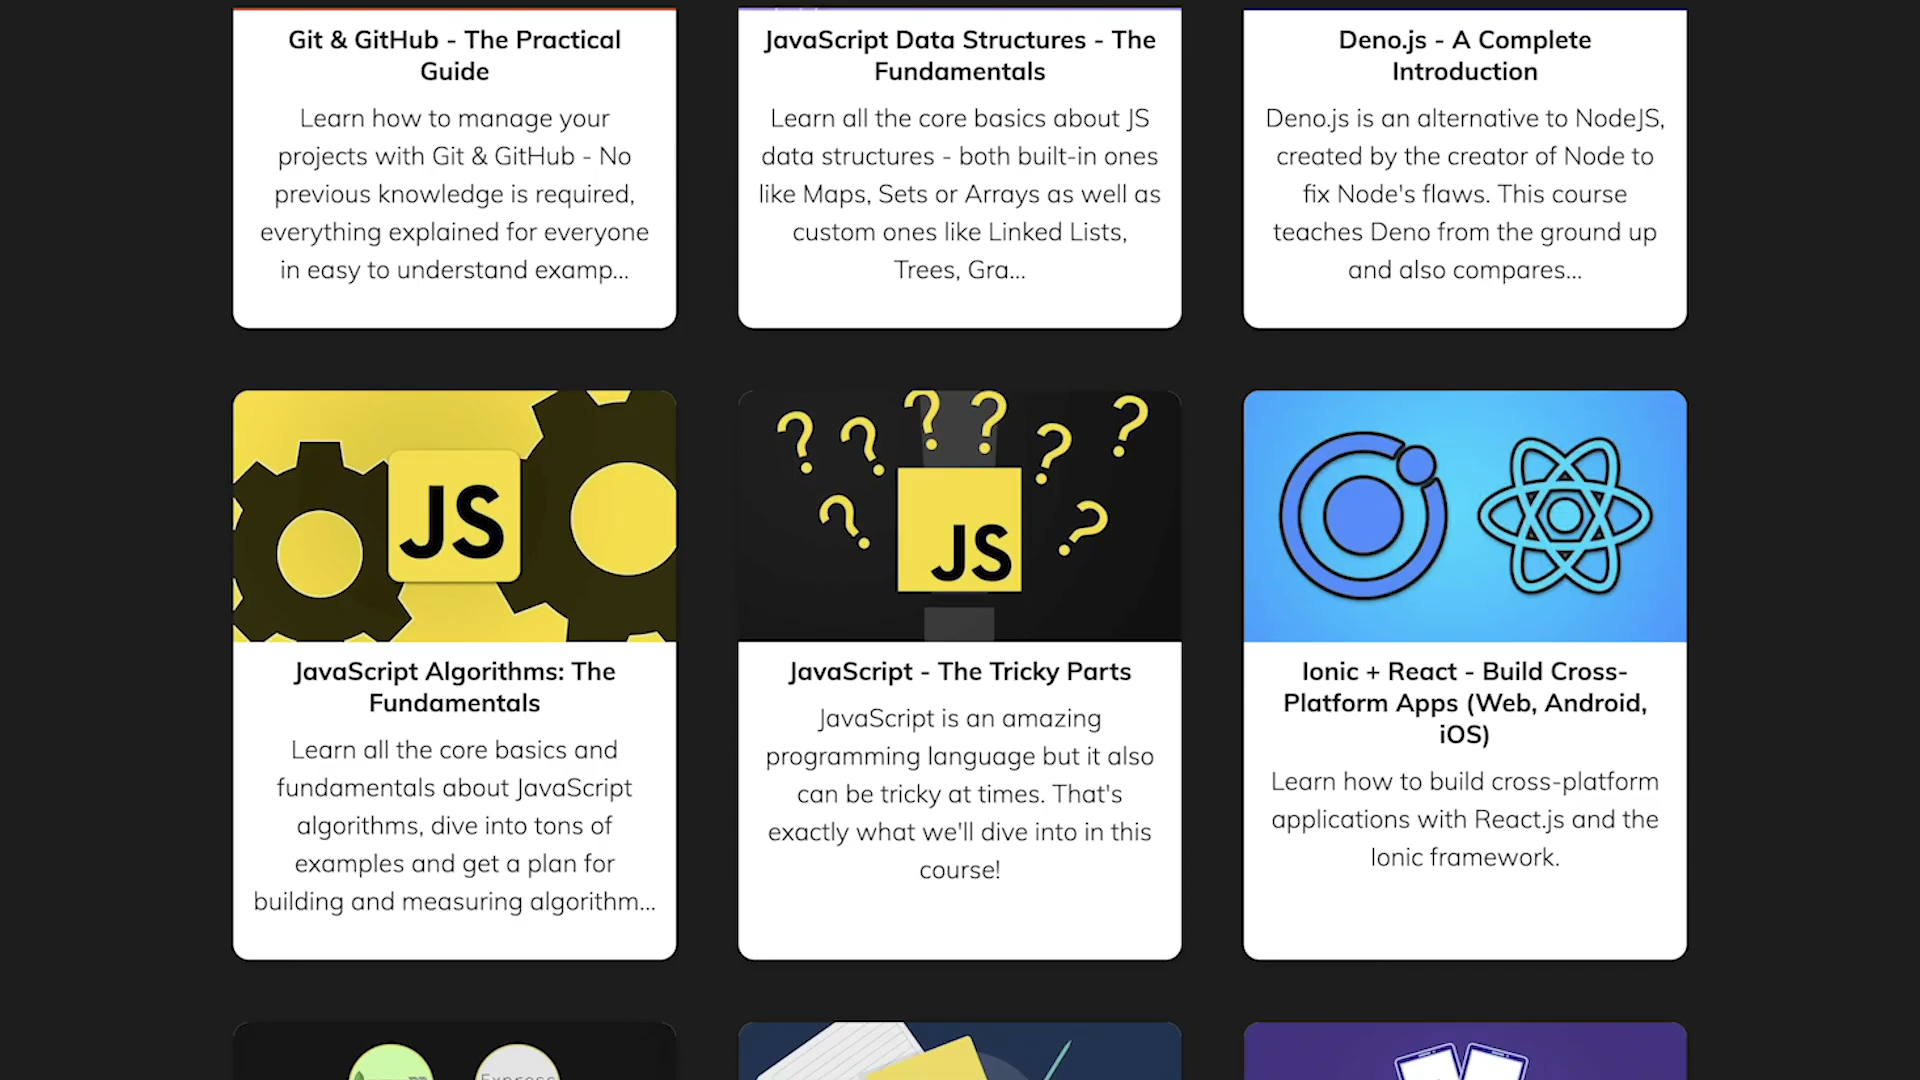 Git & GitHub - The Practical
Guide
Learn how to manage your
projects with Git & GitHub - No
previous knowledge is required,
everything explained for everyone
in easy to understand examp...
JavaScript Data Structures - The
Fundamentals
Learn all the core basics about JS
data structures - both built-in ones
like Maps, Sets or Arrays as well as
custom ones like Linked Lists,
Trees, Gra...
Deno.js - A Complete
Introduction
Deno.js is an alternative to NodeJS,
created by the creator of Node to
fix Node's flaws. This course
teaches Deno from the ground up
and also compares...
JS
JavaScript Algorithms: The
Fundamentals
Learn all the core basics and
fundamentals about JavaScript
algorithms, dive into tons of
examples and get a plan for
building and measuring algorithm...
? ? ? ? ? ? ? ?
JS
JavaScript - The Tricky Parts
JavaScript is an amazing
programming language but it also
can be tricky at times. That's
exactly what we'll dive into in this
course!
Ionic + React - Build Cross-
Platform Apps (Web, Android,
iOS)
Learn how to build cross-platform
applications with React.js and the
Ionic framework.
Express